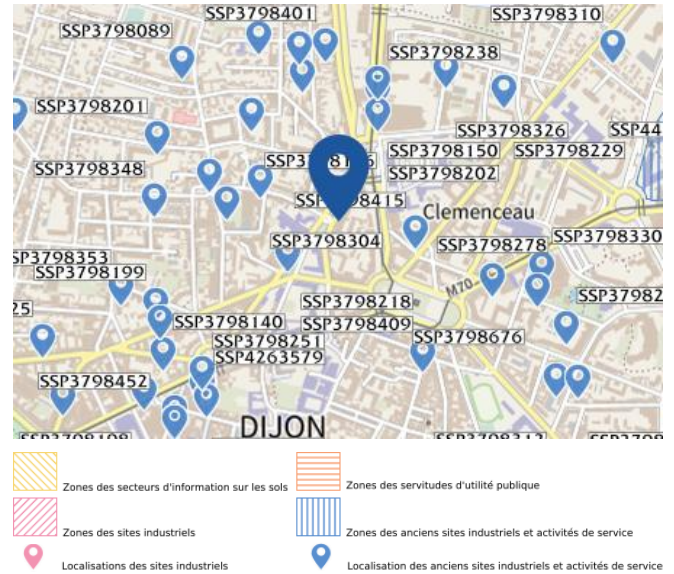 SSP3798401
SSP3798310
SSP3798089
SSP3798238
SSP3798201
SSP3798326
SSP44
SSP3798150
SSP3798229
SSP3798348
SSP3798202
Clemenceau
SSP3798304
SSP3798278
SSP3798330
SP3798353
SSP3798199
M70
SSP3798218
25
SSP3798140
SSP3798409
SSP3798251
SSP3798676
SSP4263579
SSP3798452
DIJON
Zones des secteurs d'information sur les sols
Zones des servitudes d'utilité publique
Zones des sites industriels
Zones des anciens sites industriels et activités de service
Localisations des sites industriels
Localisation des anciens sites industriels et activités de service